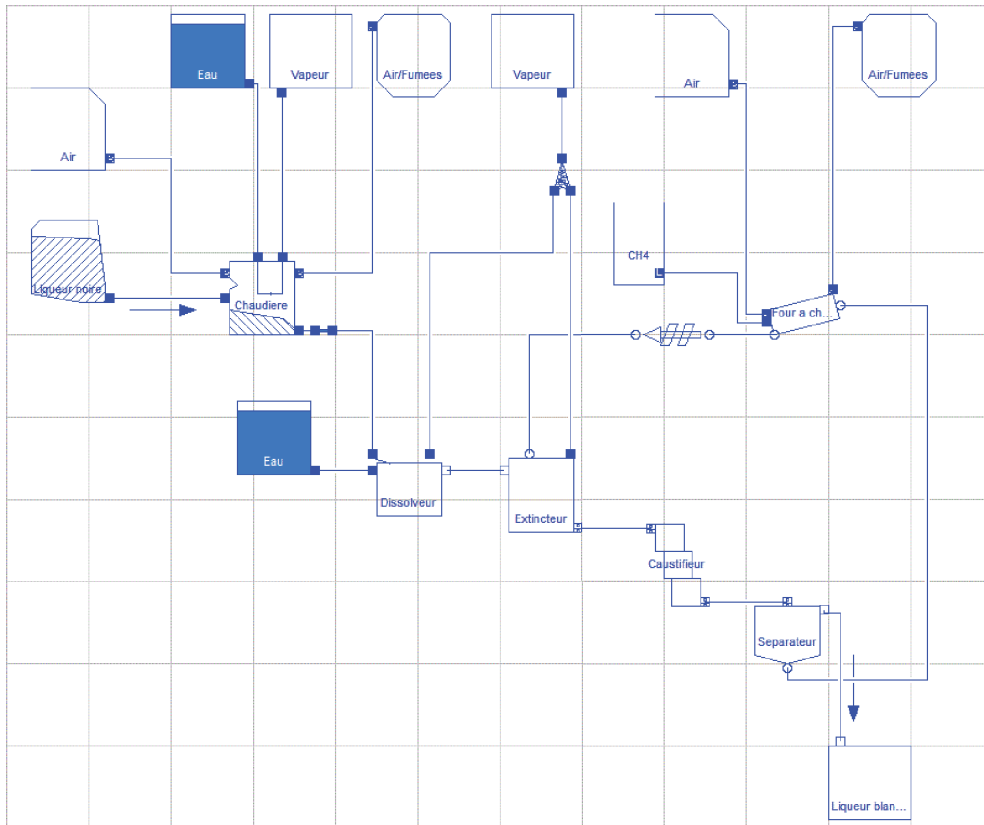 Eau
Vapeur
Air/Fumees
Vapeur
Air
Air/Fumees
Air
CH4
Liqueur noire
Chaudiere
Four a ch...
Eau
Dissolveur
Extincteur
Caustifieur
Séparateur
Liqueur blan...